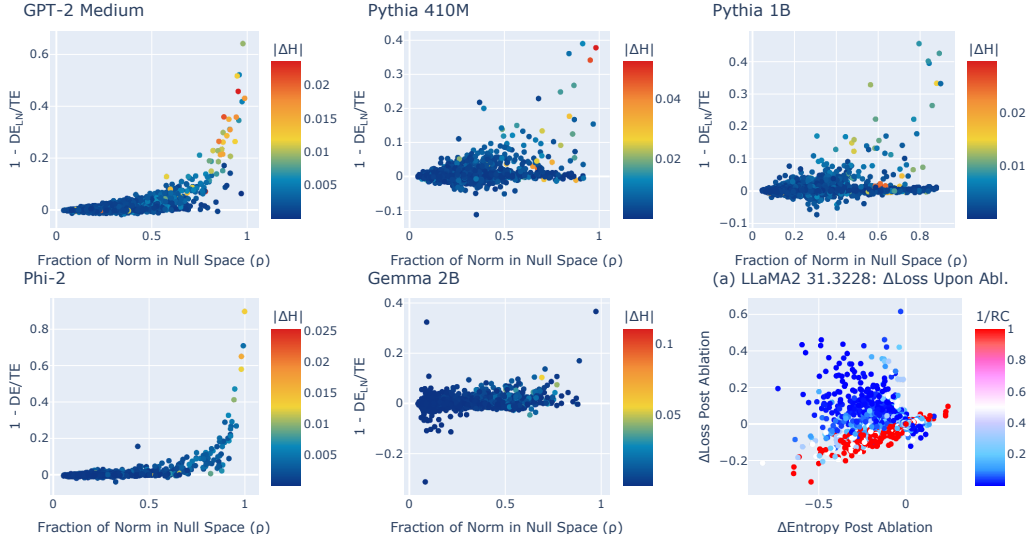 GPT-2 Medium
|ΔH|
0.6
0.4
0.2
0
0.02
0.015
0.01
0.005
1 - DE_LN/TE
0
0.5
1
Fraction of Norm in Null Space (ρ)
Pythia 410M
|ΔH|
0.4
0.3
0.2
0.1
0
−0.1
0.04
0.02
1 - DE_LN/TE
0
0.5
1
Fraction of Norm in Null Space (ρ)
Pythia 1B
|ΔH|
0.5
0.4
0.3
0.2
0.1
0
−0.1
0.02
0.01
1 - DE_LN/TE
0.2
0.4
0.6
0.8
Fraction of Norm in Null Space (ρ)
Phi-2
|ΔH|
0.8
0.6
0.4
0.2
0
0.025
0.020
0.015
0.010
0.005
0.000
1 - DE/TE
0
0.5
1
Fraction of Norm in Null Space (ρ)
Gemma 2B
|ΔH|
0.4
0.2
0
−0.2
0.1
0.05
1 - DE_LN/TE
0
0.5
1
Fraction of Norm in Null Space (ρ)
(a) LLaMA2 31.3228: ΔLoss Upon Abl.
1/RC
0.6
0.4
0.2
0
−0.2
1
0.8
0.6
0.4
0.2
ΔLoss Post Ablation
−0.5
0
ΔEntropy Post Ablation